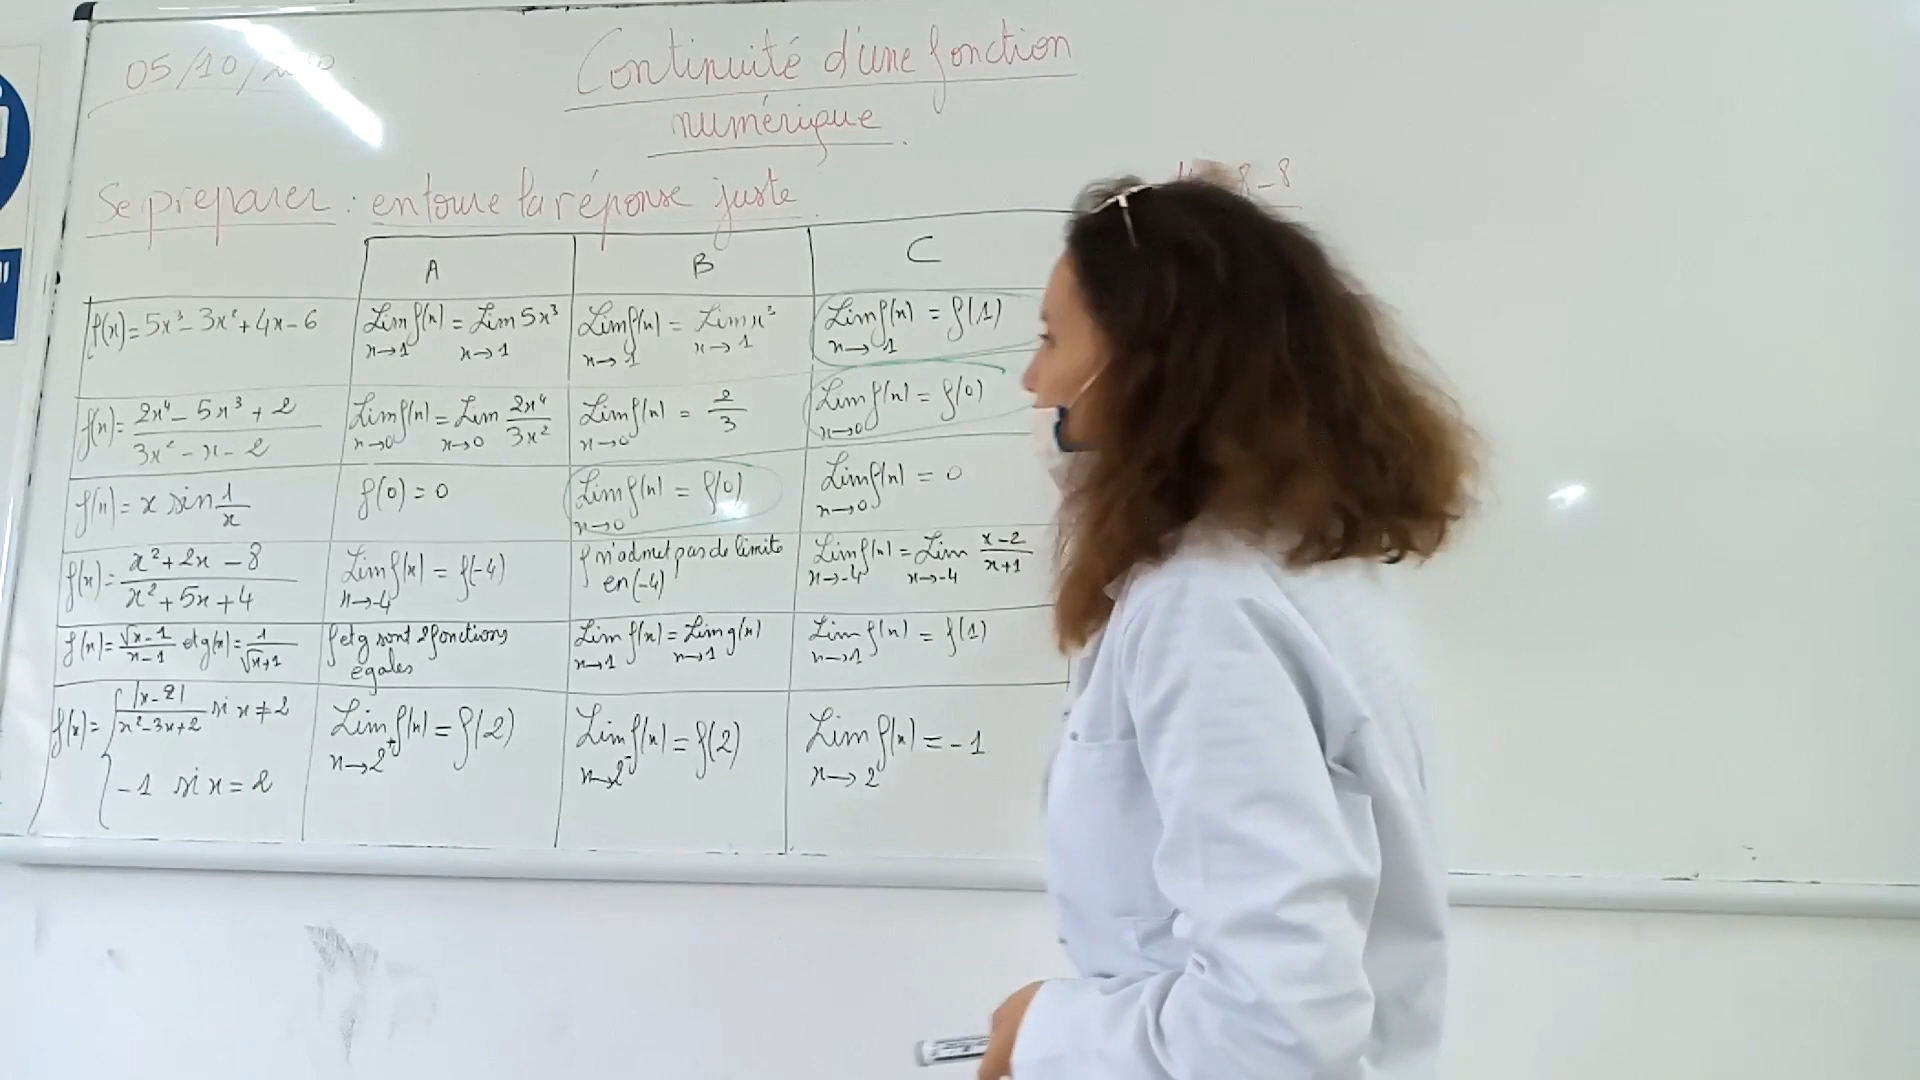 05/10/
Continuité d'une fonction
numérique.
Se préparer : entoure la réponse juste.
8-8
A B C
f(x) = 5x³ - 3x² + 4x - 6 | Lim f(x) = Lim 5x³ | Lim f(x) = Lim x³ | Lim f(x) = f(1)
x→1 x→1 | x→1 x→1 | x→1
f(x) = (2x⁴ - 5x³ + 2)/(3x² - x - 2) | Lim f(x) = Lim 2x⁴/3x² | Lim f(x) = 2/3 | Lim f(x) = f(0)
x→0 x→0 | x→0 | x→0
f(x) = x sin 1/x | f(0) = 0 | Lim f(x) = f(0) | Lim f(x) = 0
x→0 | x→0
f(x) = (x² + 2x - 8)/(x² + 5x + 4) | Lim f(x) = f(-4) | f n'admet pas de limite | Lim f(x) = Lim (x-2)/(x+1)
x→-4 | en (-4) | x→-4 x→-4
f(x) = (√x - 1)/(x - 1) et g(x) = 1/(√x + 1) | f et g sont 2 fonctions | Lim f(x) = Lim g(x) | Lim f(x) = f(1)
égales | x→1 x→1 | x→1
f(x) = { |x-2|/(x² - 3x + 2) si x ≠ 2 | Lim f(x) = f(2) | Lim f(x) = f(2) | Lim f(x) = -1
x→2⁺ | x→2⁻ | x→2
-1 si x = 2